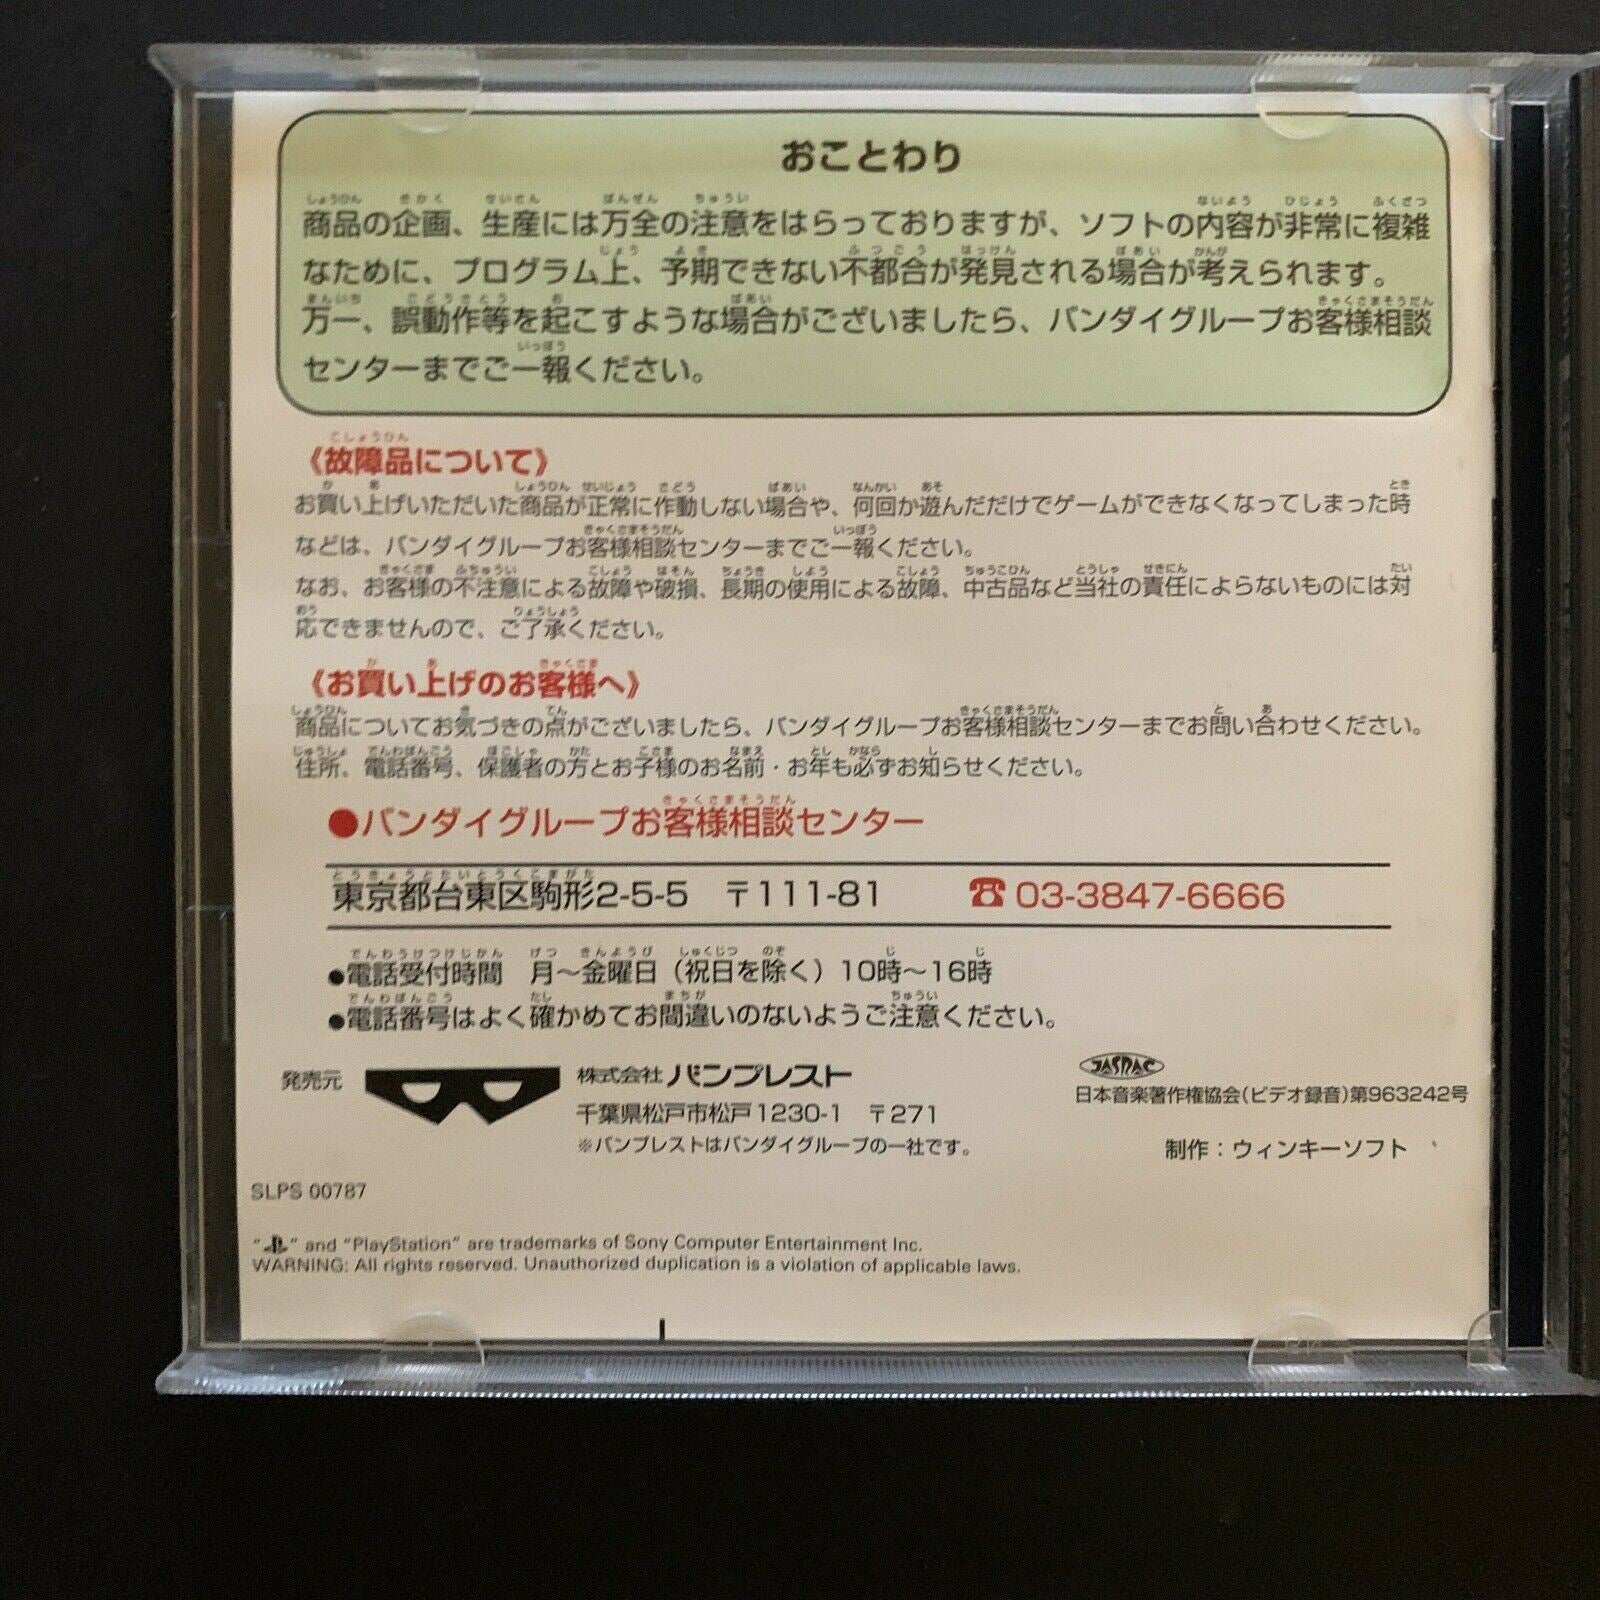 おことわり
商品の企画、生産には万全の注意をはらっておりますが、ソフトの内容が非常に複雑
なために、プログラム上、予期できない不都合が発見される場合が考えられます。
万一、誤動作等を起こすような場合がございましたら、バンダイグループお客様相談
センターまでご一報ください。
《故障品について》
お買い上げいただいた商品が正常に作動しない場合や、何回か遊んだだけでゲームができなくなってしまった時
などは、バンダイグループお客様相談センターまでご一報ください。
なお、お客様の不注意による故障や破損、長期の使用による故障、中古品など当社の責任によらないものには対
応できませんので、ご了承ください。
《お買い上げのお客様へ》
商品についてお気づきの点がございましたら、バンダイグループお客様相談センターまでお問い合わせください。
住所、電話番号、保護者の方とお子様のお名前・お年も必ずお知らせください。
●バンダイグループお客様相談センター
東京都台東区駒形2-5-5 〒111-81 ☎03-3847-6666
●電話受付時間 月～金曜日（祝日を除く）10時～16時
●電話番号はよく確かめてお間違いのないようご注意ください。
発売元 株式会社 バンプレスト
千葉県松戸市松戸1230-1 〒271
※バンプレストはバンダイグループの一社です。
JASRAC
日本音楽著作権協会(ビデオ録音)第963242号
制作：ウィンキーソフト
SLPS 00787
“PS” and “PlayStation” are trademarks of Sony Computer Entertainment Inc.
WARNING: All rights reserved. Unauthorized duplication is a violation of applicable laws.